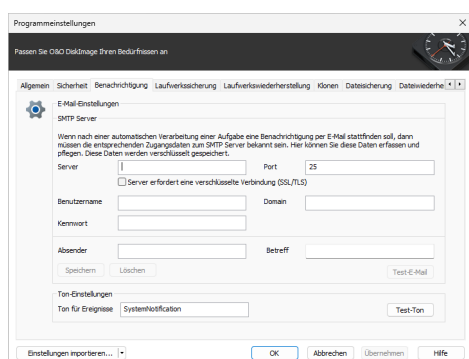 Programmeinstellungen
Passen Sie O&O DiskImage Ihren Bedürfnissen an
Allgemein Sicherheit Benachrichtigung Laufwerkssicherung Laufwerkswiederherstellung Klonen Dateisicherung Dateiwiederhe
E-Mail-Einstellungen
SMTP Server
Wenn nach einer automatischen Verarbeitung einer Aufgabe eine Benachrichtigung per E-Mail stattfinden soll, dann
müssen die entsprechenden Zugangsdaten zum SMTP Server bekannt sein. Hier können Sie diese Daten erfassen und
pflegen. Diese Daten werden verschlüsselt gespeichert.
Server Port 25
Server erfordert eine verschlüsselte Verbindung (SSL/TLS)
Benutzername Domain
Kennwort
Absender Betreff
Speichern Löschen Test-E-Mail
Ton-Einstellungen
Ton für Ereignisse SystemNotification Test-Ton
Einstellungen importieren... OK Abbrechen Übernehmen Hilfe